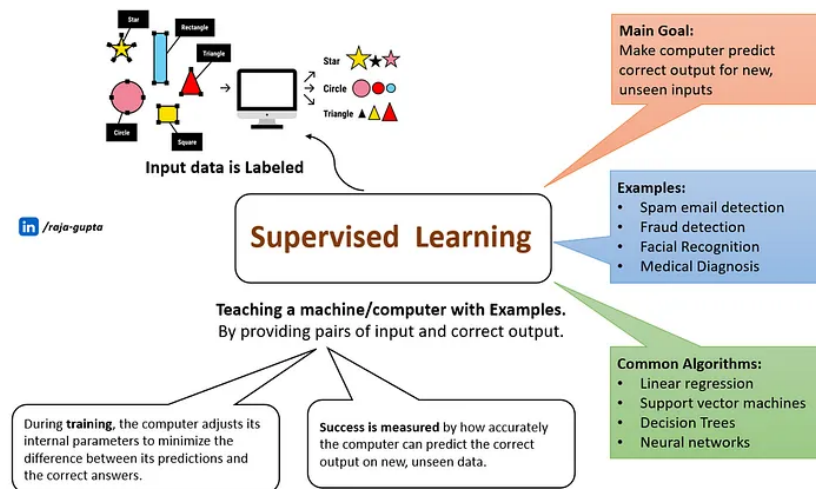 Star
Rectangle
Triangle
Circle
Square
Star
Circle
Triangle
Input data is Labeled
Main Goal:
Make computer predict
correct output for new,
unseen inputs
in /raja-gupta
Supervised Learning
Examples:
• Spam email detection
• Fraud detection
• Facial Recognition
• Medical Diagnosis
Teaching a machine/computer with Examples.
By providing pairs of input and correct output.
Common Algorithms:
• Linear regression
• Support vector machines
• Decision Trees
• Neural networks
During training, the computer adjusts its
internal parameters to minimize the
difference between its predictions and
the correct answers.
Success is measured by how accurately
the computer can predict the correct
output on new, unseen data.